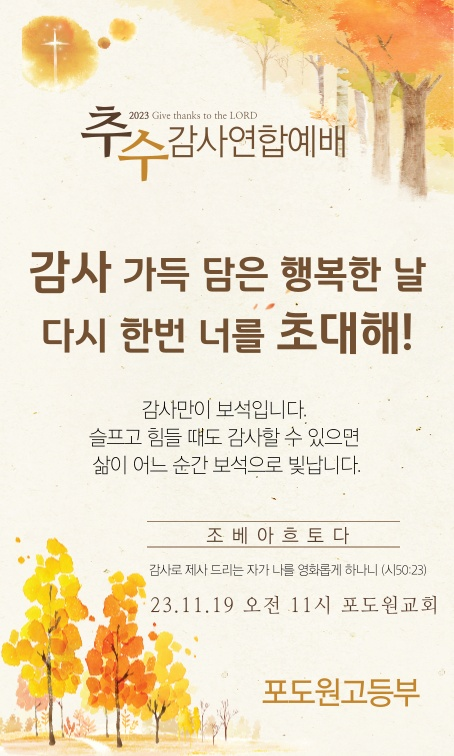 2023 Give thanks to the LORD
추수감사연합예배
감사 가득 담은 행복한 날
다시 한번 너를 초대해!
감사만이 보석입니다.
슬프고 힘들 떄도 감사할 수 있으면
삶이 어느 순간 보석으로 빛납니다.
조베아흐토다
감사로 제사 드리는 자가 나를 영화롭게 하나니 (시50:23)
23.11.19 오전 11시 포도원교회
포도원고등부